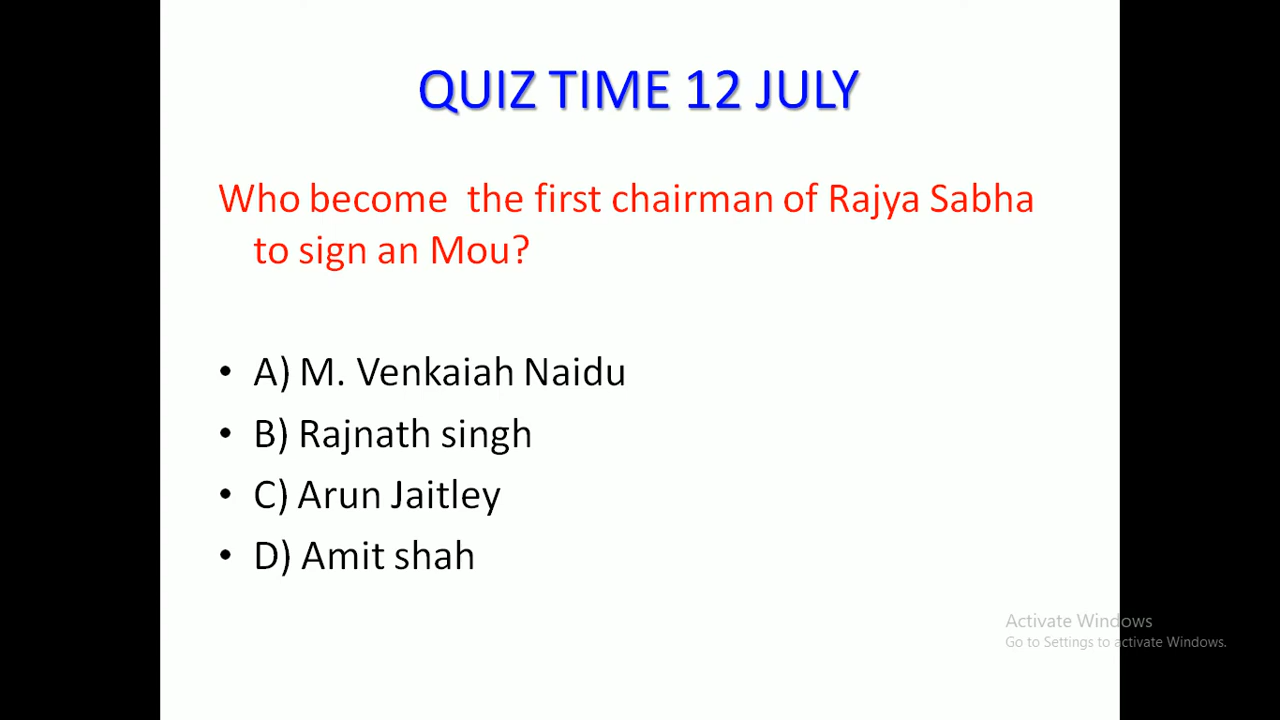 QUIZ TIME 12 JULY
Who become the first chairman of Rajya Sabha
to sign an Mou?
• A) M. Venkaiah Naidu
• B) Rajnath singh
• C) Arun Jaitley
• D) Amit shah
Activate Windows
Go to Settings to activate Windows.